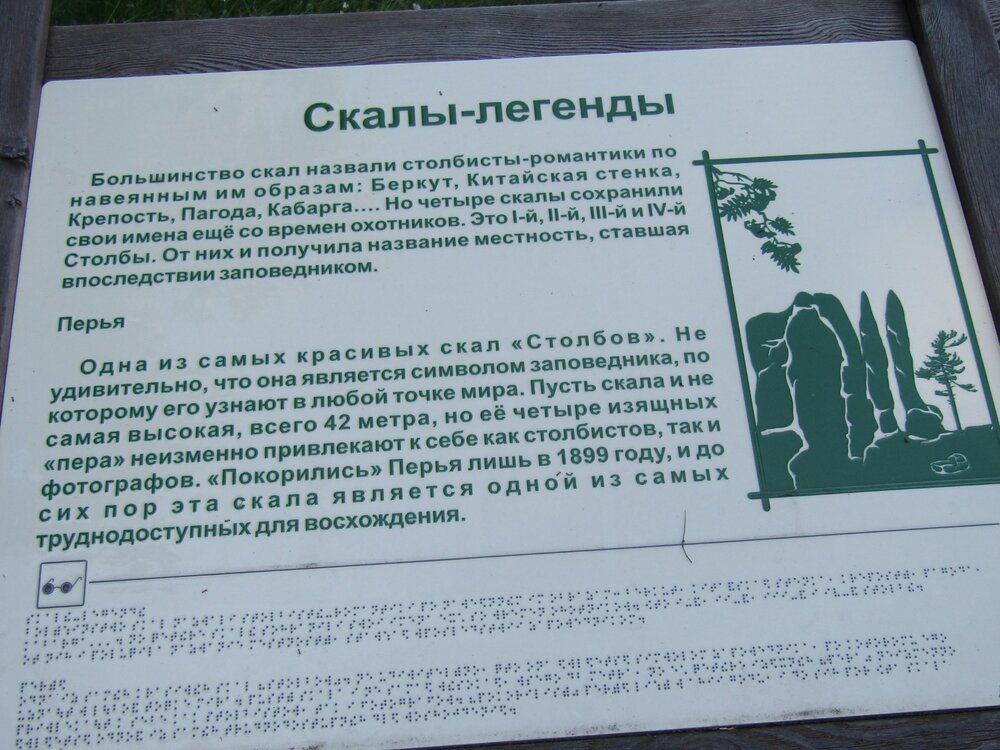 Скалы-легенды
Большинство скал назвали столбисты-романтики по
навеянным им образам: Беркут, Китайская стенка,
Крепость, Пагода, Кабарга.... Но четыре скалы сохранили
свои имена ещё со времен охотников. Это I-й, II-й, III-й и IV-й
Столбы. От них и получила название местность, ставшая
впоследствии заповедником.
Перья
Одна из самых красивых скал «Столбов». Не
удивительно, что она является символом заповедника, по
которому его узнают в любой точке мира. Пусть скала и не
самая высокая, всего 42 метра, но её четыре изящных
«пера» неизменно привлекают к себе как столбистов, так и
фотографов. «Покорились» Перья лишь в 1899 году, и до
сих пор эта скала является одной из самых
труднодоступных для восхождения.